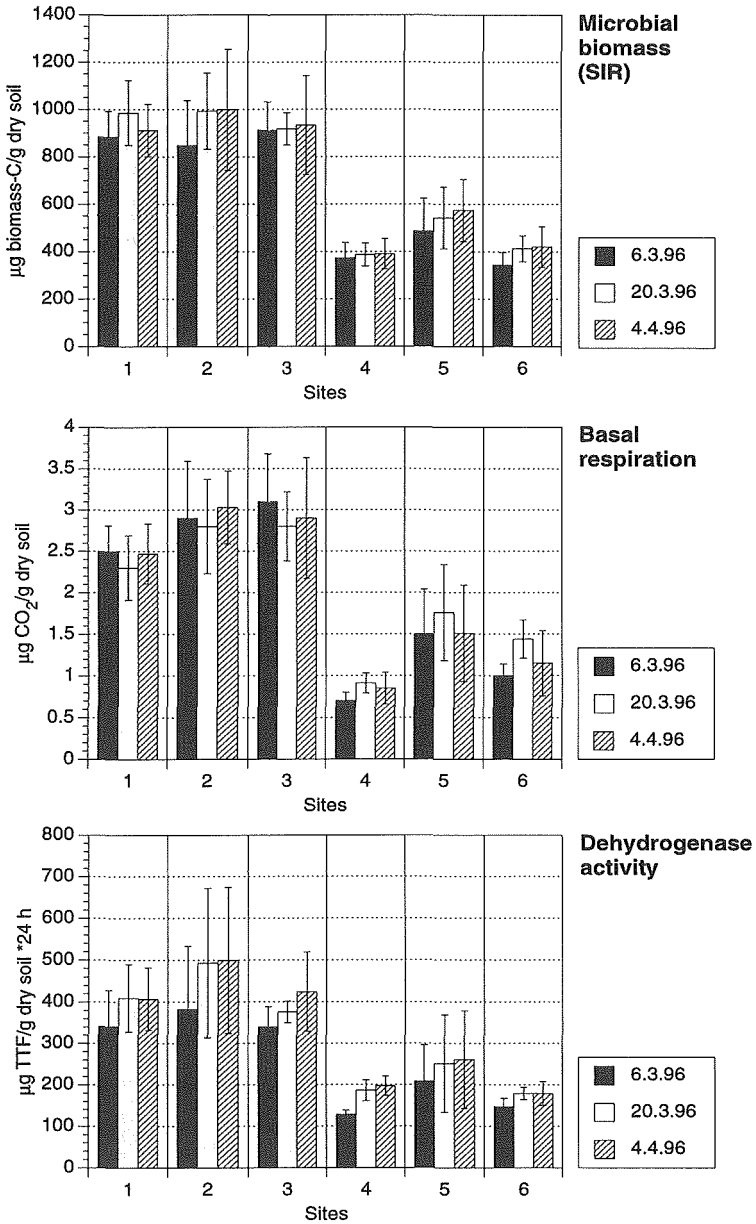 Microbial
biomass
(SIR)
µg biomass-C/g dry soil
1400
1200
1000
800
600
400
200
0
1 2 3 4 5 6
Sites
6.3.96
20.3.96
4.4.96
Basal
respiration
µg CO₂/g dry soil
4
3.5
3
2.5
2
1.5
1
0.5
0
1 2 3 4 5 6
Sites
6.3.96
20.3.96
4.4.96
Dehydrogenase
activity
µg TTF/g dry soil *24 h
800
700
600
500
400
300
200
100
0
1 2 3 4 5 6
Sites
6.3.96
20.3.96
4.4.96